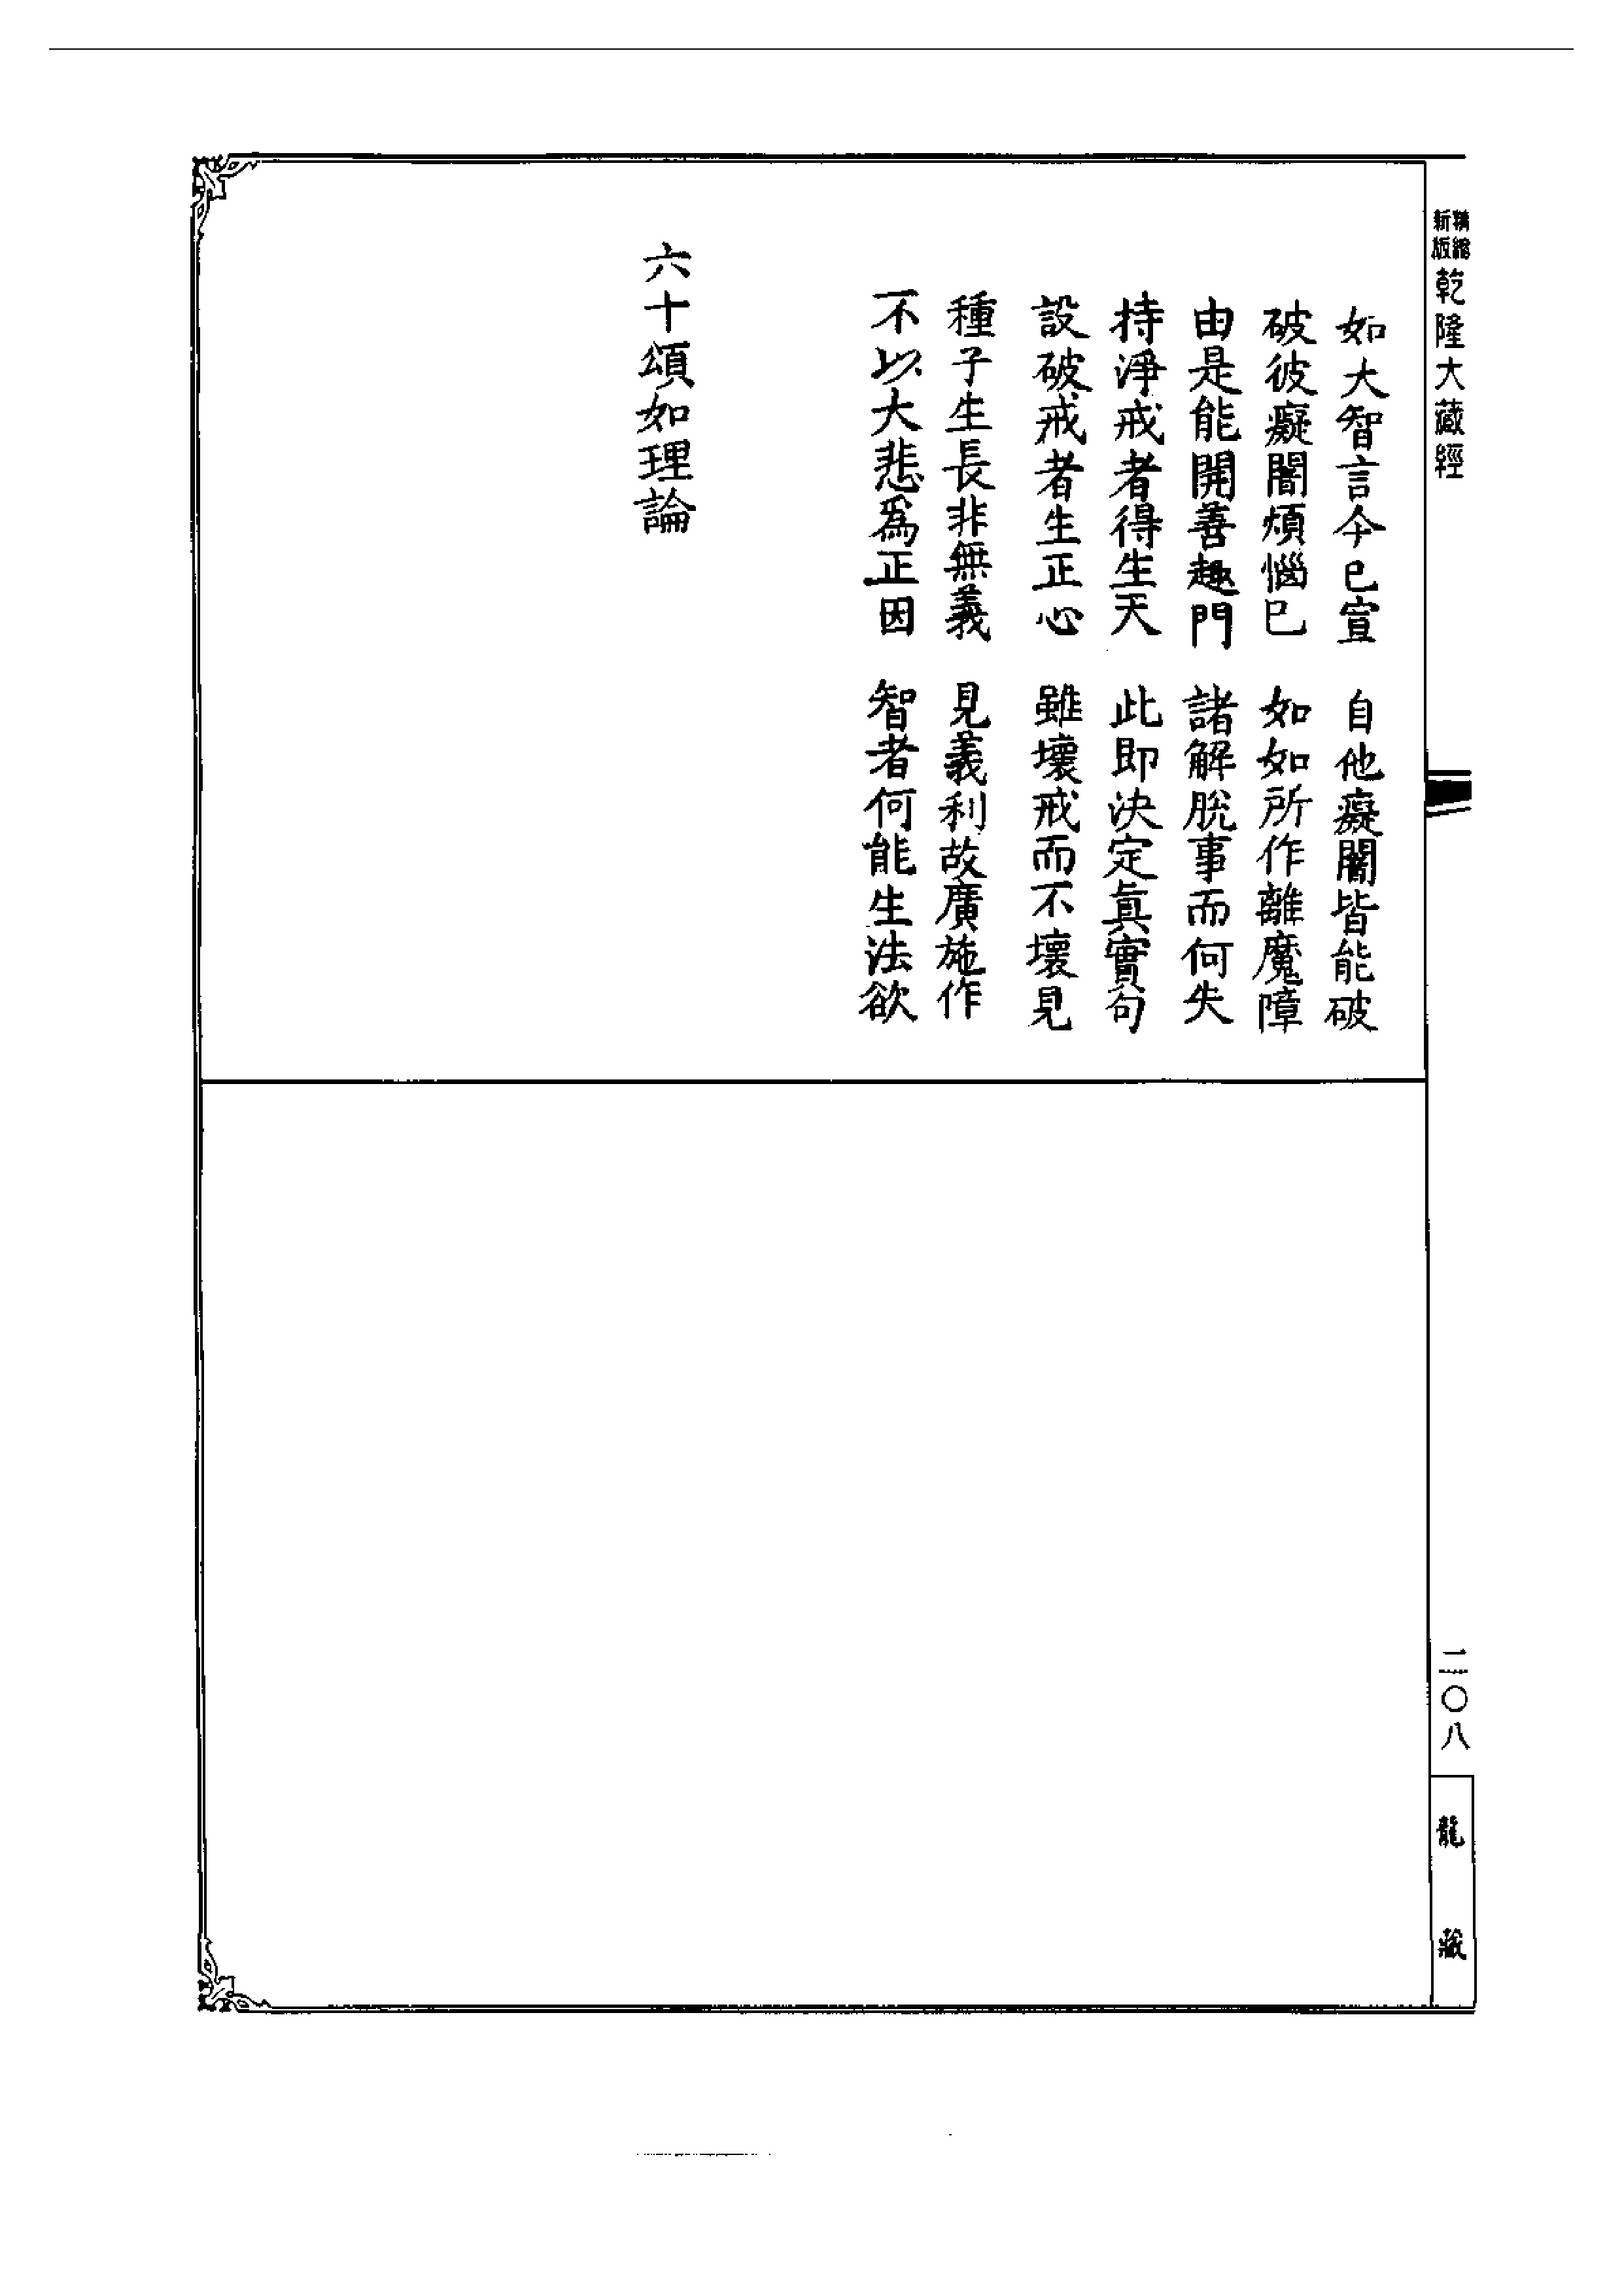 新版精縮
乾隆大藏經
如大智言今已宣　自他癡闇皆能破
破彼癡闇煩惱已　如如所作離魔障
由是能開善趣門　諸解脫事而何失
持淨戒者得生天　此即決定真實句
設破戒者生正心　雖壞戒而不壞見
種子生長非無義　見義利故廣施作
不以大悲為正因　智者何能生法欲
六十頌如理論
二〇八
龍藏